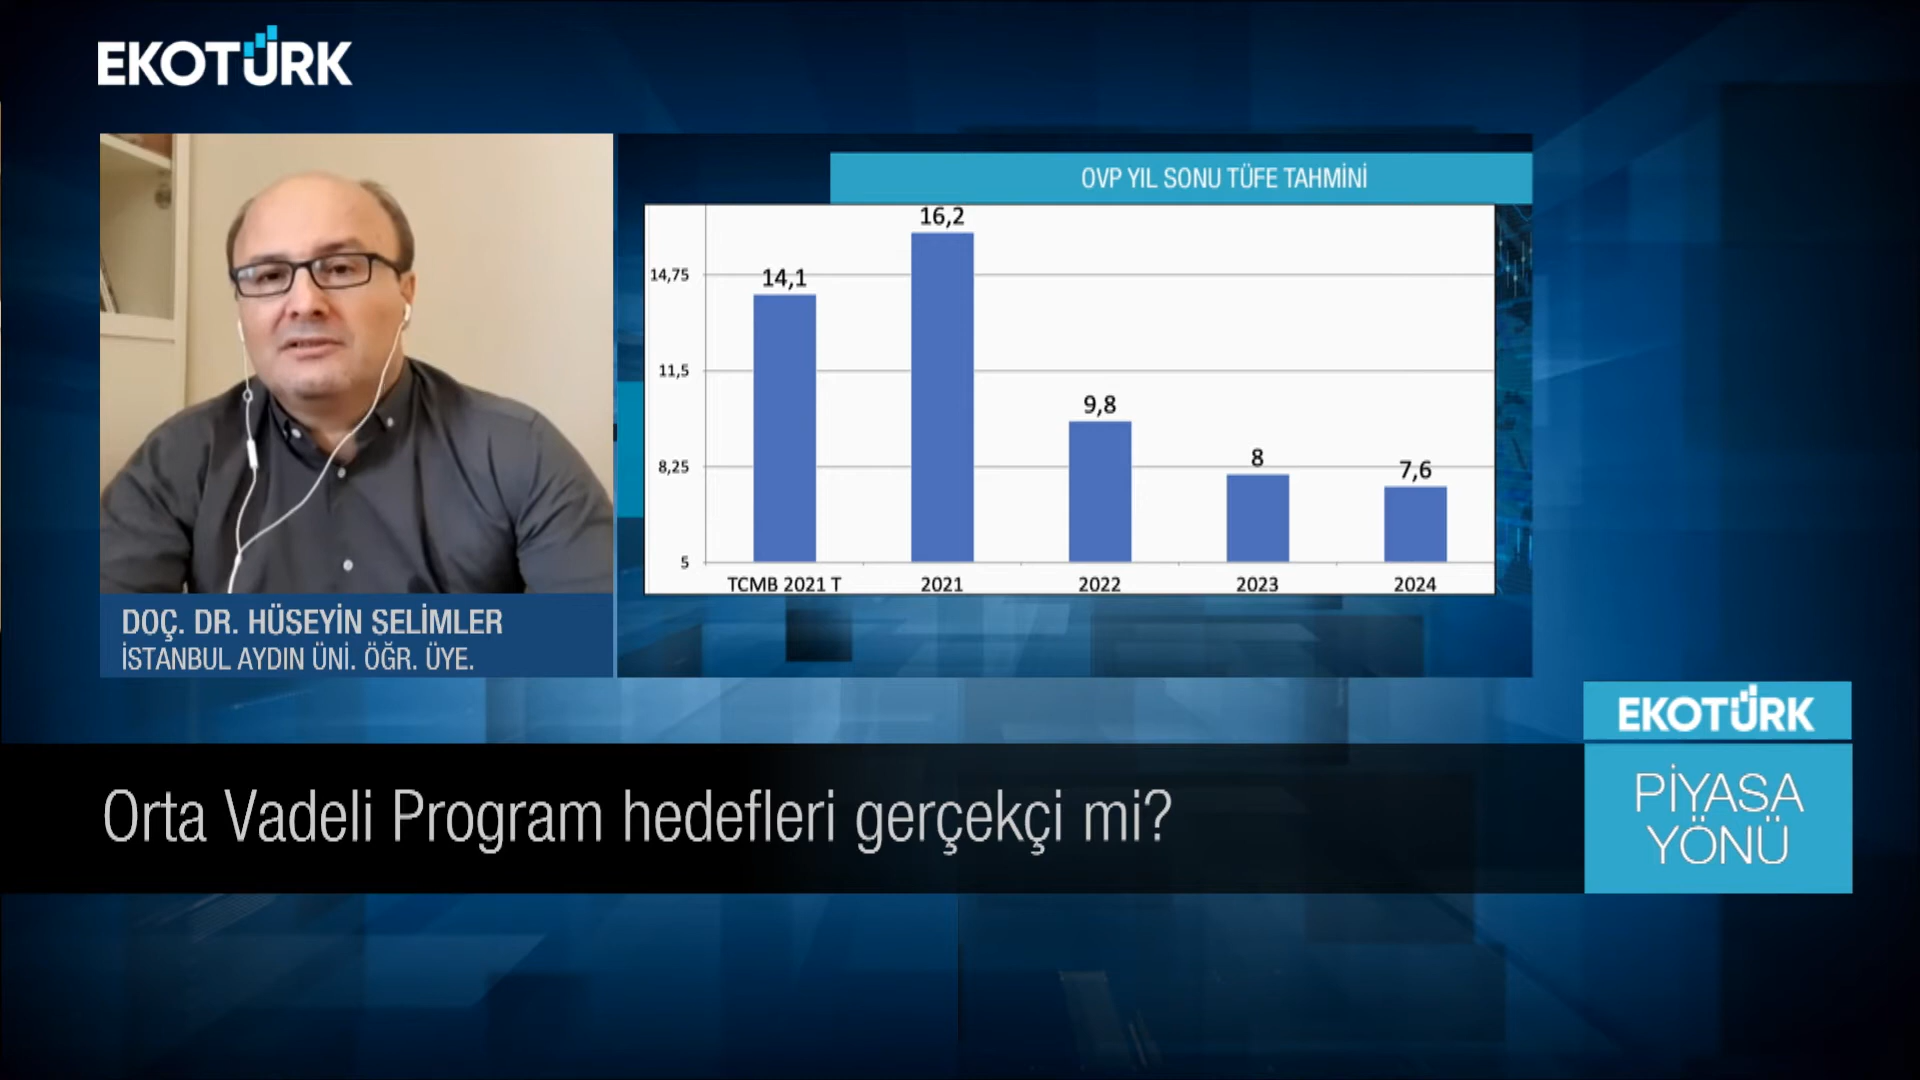 EKOTÜRK
OVP YIL SONU TÜFE TAHMİNİ
16,2
14,75
14,1
11,5
9,8
8,25
8
7,6
5
TCMB 2021 T
2021
2022
2023
2024
DOÇ. DR. HÜSEYİN SELİMLER
İSTANBUL AYDIN ÜNİ. ÖĞR. ÜYE.
EKOTÜRK
Orta Vadeli Program hedefleri gerçekçi mi?
PİYASA
YÖNÜ